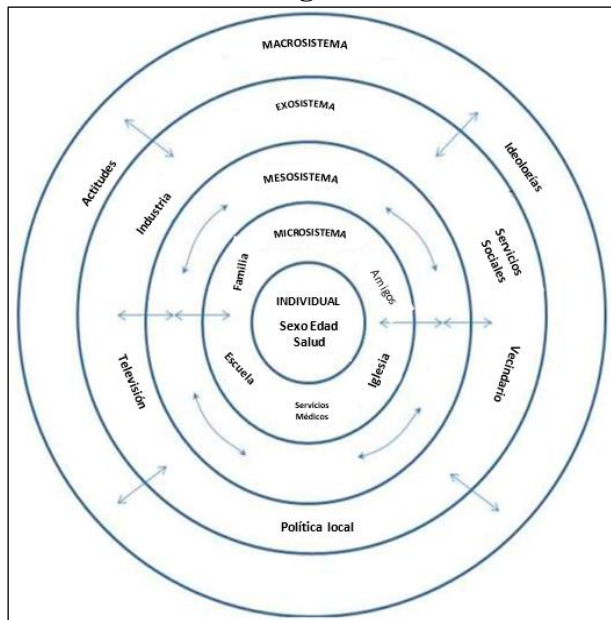 MACROSISTEMA
EXOSISTEMA
Actitudes
Ideologías
Industria
MESOSISTEMA
Servicios
Sociales
MICROSISTEMA
Familia
Amigos
INDIVIDUAL
Sexo Edad
Salud
Televisión
Escuela
Iglesia
Vecindario
Servicios
Médicos
Política local